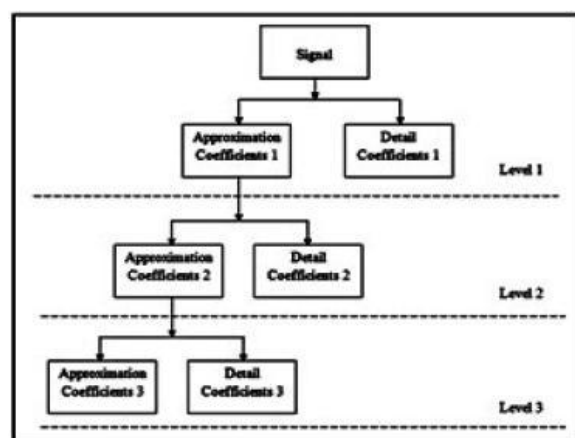 Signal
Approximation
Coefficients 1
Detail
Coefficients 1
Level 1
Approximation
Coefficients 2
Detail
Coefficients 2
Level 2
Approximation
Coefficients 3
Detail
Coefficients 3
Level 3